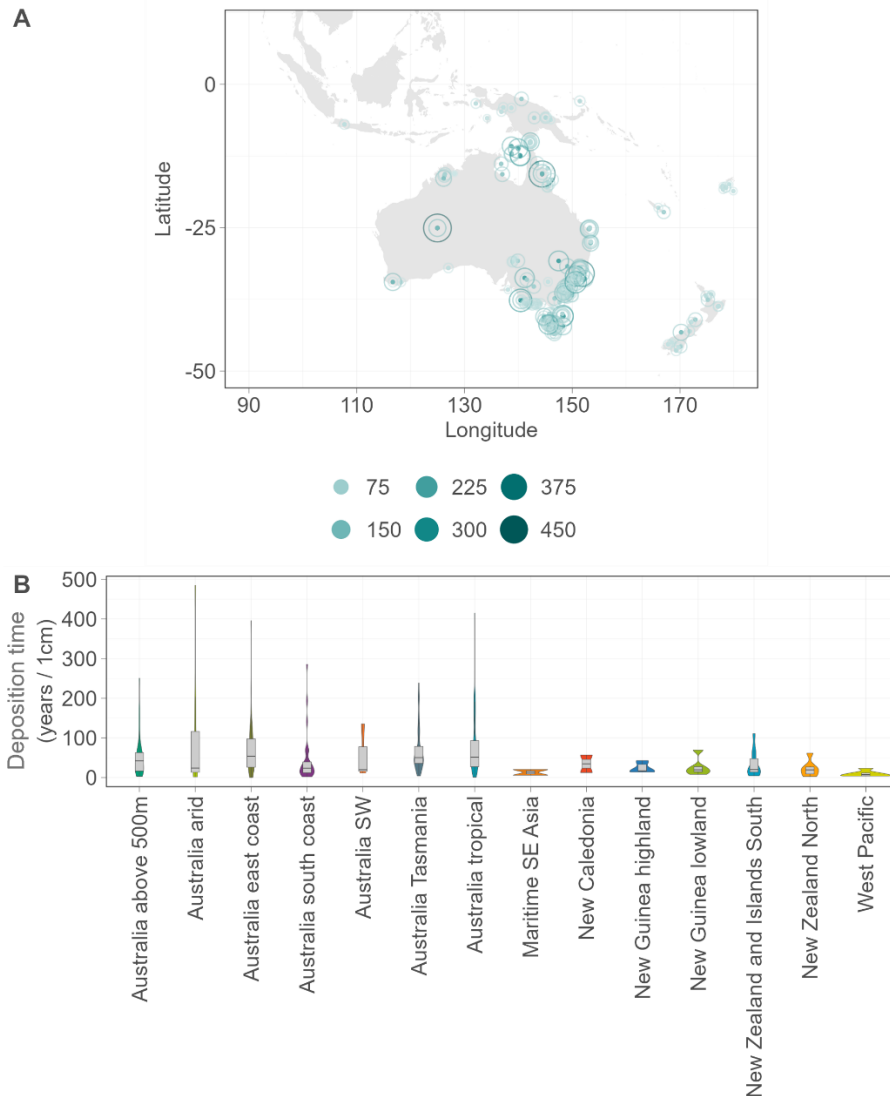 A
0
-25
-50
Latitude
90 110 130 150 170
Longitude
75 225 375
150 300 450
B
500
400
300
200
100
0
Deposition time
(years / 1cm)
Australia above 500m
Australia arid
Australia east coast
Australia south coast
Australia SW
Australia Tasmania
Australia tropical
Maritime SE Asia
New Caledonia
New Guinea highland
New Guinea lowland
New Zealand and Islands South
New Zealand North
West Pacific